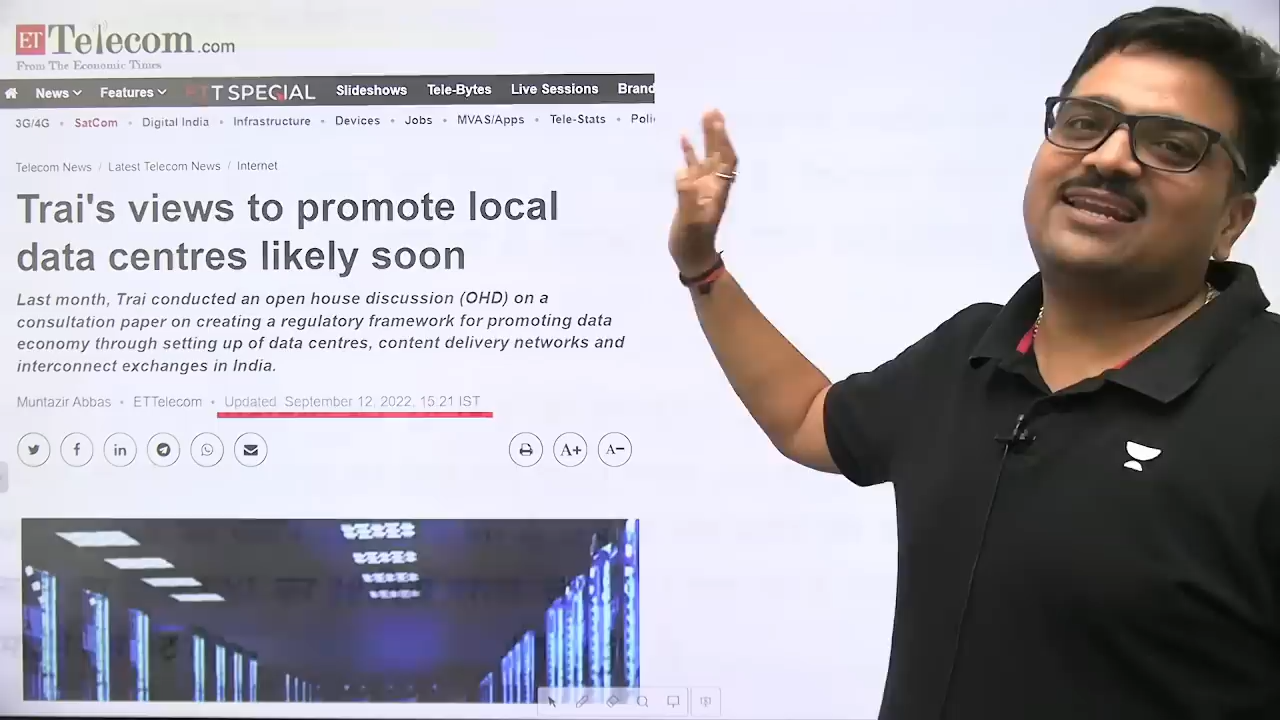 ET Telecom.com
From The Economic Times
News Features ET SPECIAL Slideshows Tele-Bytes Live Sessions Brand
3G/4G • SatCom • Digital India • Infrastructure • Devices • Jobs • MVAS/Apps • Tele-Stats • Poli
Telecom News / Latest Telecom News / Internet
Trai's views to promote local
data centres likely soon
Last month, Trai conducted an open house discussion (OHD) on a
consultation paper on creating a regulatory framework for promoting data
economy through setting up of data centres, content delivery networks and
interconnect exchanges in India.
Muntazir Abbas • ETTelecom • Updated September 12, 2022, 15:21 IST
A+ A-